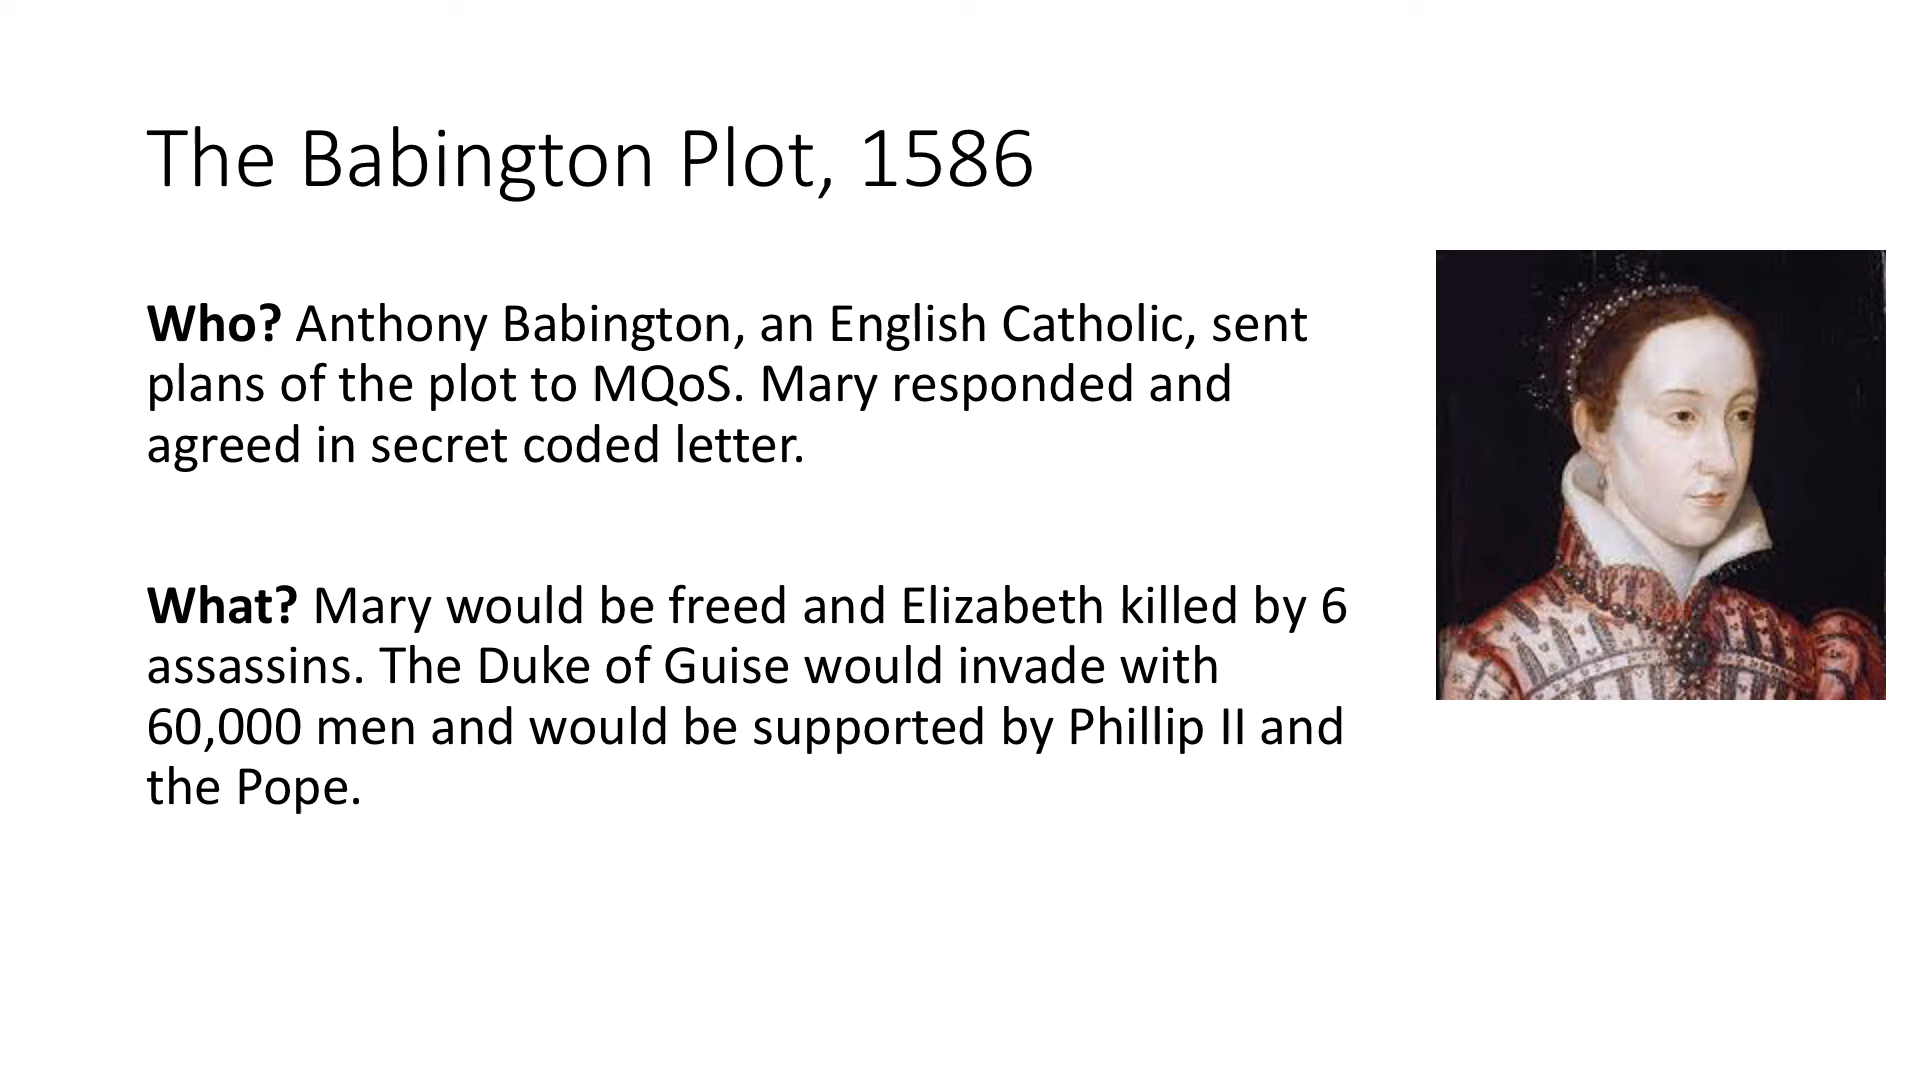 The Babington Plot, 1586
Who? Anthony Babington, an English Catholic, sent
plans of the plot to MQoS. Mary responded and
agreed in secret coded letter.
What? Mary would be freed and Elizabeth killed by 6
assassins. The Duke of Guise would invade with
60,000 men and would be supported by Phillip II and
the Pope.